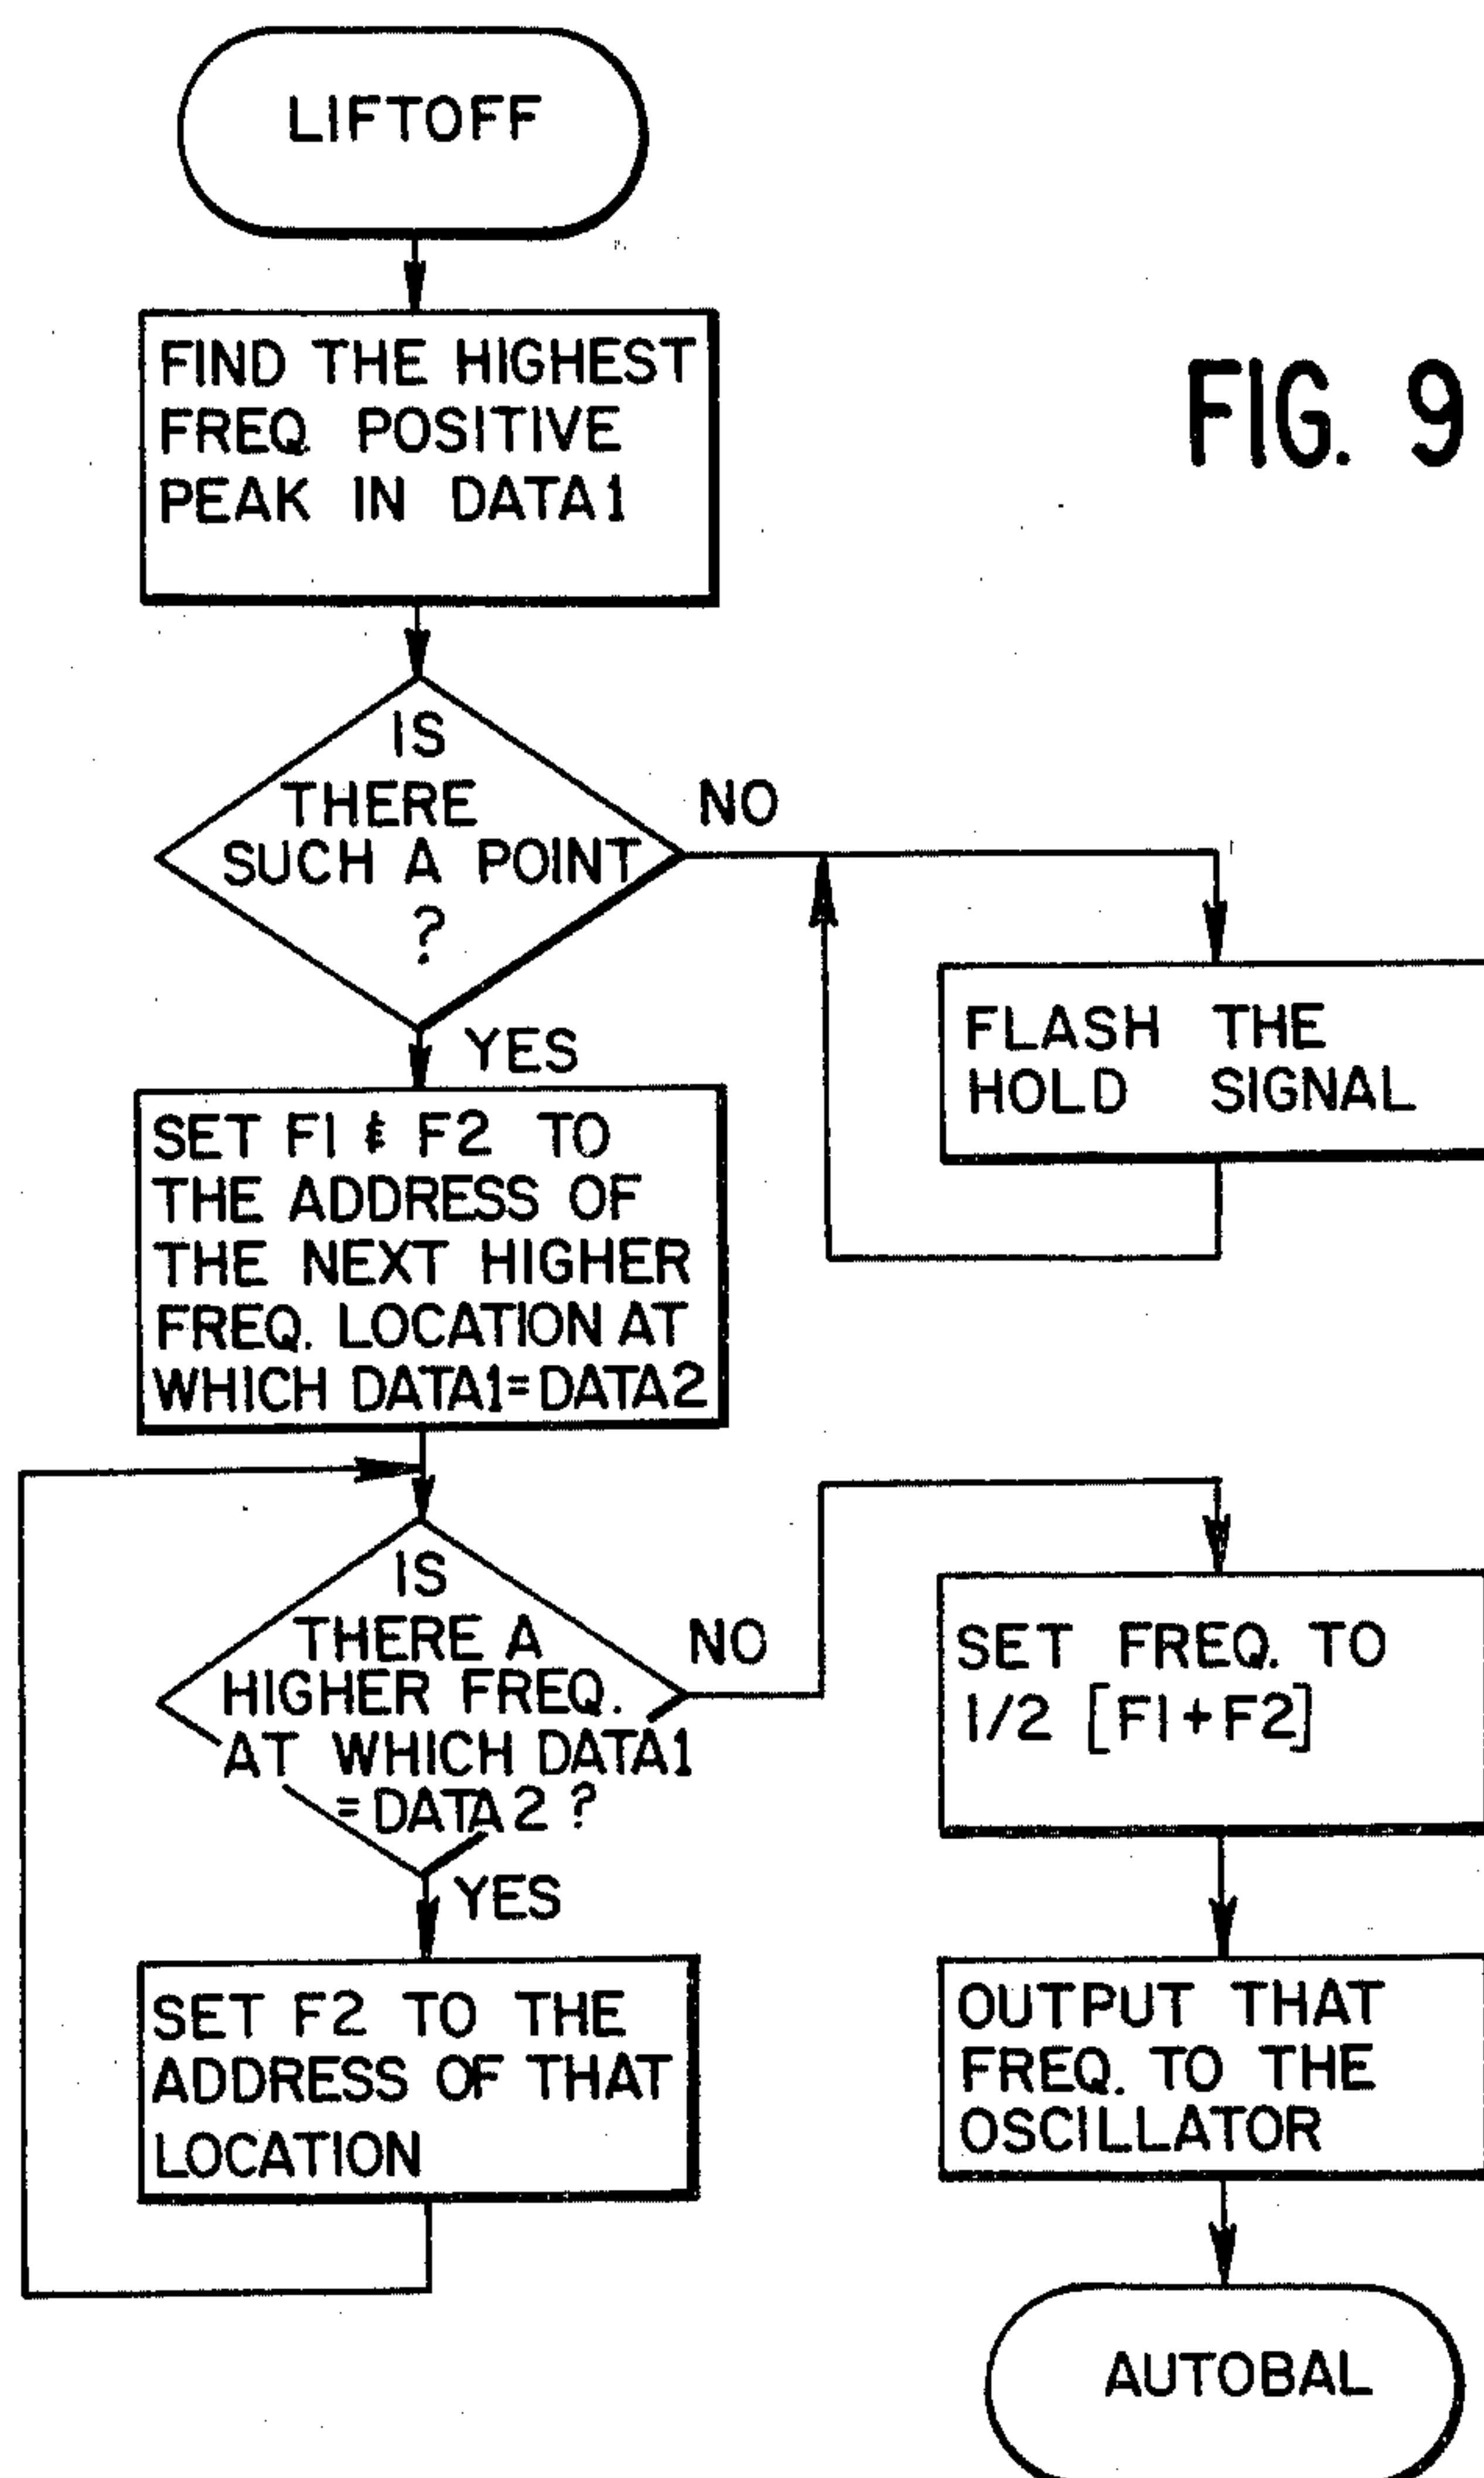 LIFTOFF
FIND THE HIGHEST
FREQ. POSITIVE
PEAK IN DATA1
FIG. 9
IS
THERE
SUCH A POINT
?
NO
YES
FLASH THE
HOLD SIGNAL
SET F1 & F2 TO
THE ADDRESS OF
THE NEXT HIGHER
FREQ. LOCATION AT
WHICH DATA1=DATA2
IS
THERE A
HIGHER FREQ.
AT WHICH DATA1
=DATA2 ?
NO
YES
SET F2 TO THE
ADDRESS OF THAT
LOCATION
SET FREQ. TO
1/2 [F1+F2]
OUTPUT THAT
FREQ. TO THE
OSCILLATOR
AUTOBAL